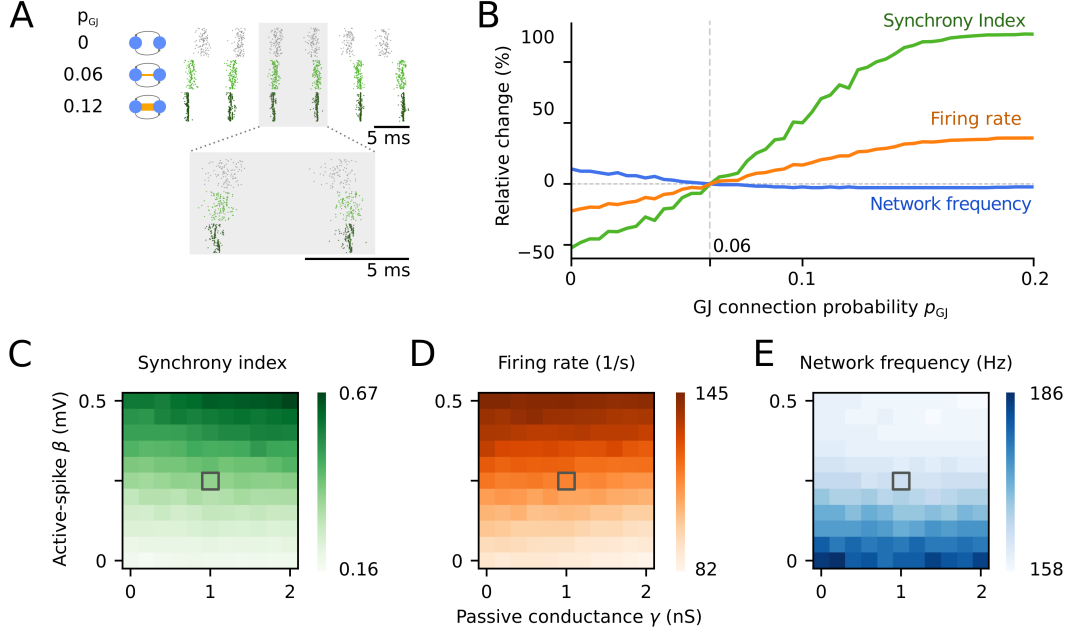 A
pGJ
0
0.06
0.12
5 ms
5 ms
B
Relative change (%)
100
50
0
−50
Synchrony Index
Firing rate
Network frequency
0.06
0
0.1
0.2
GJ connection probability pGJ
C
Synchrony index
Active-spike β (mV)
0.5
0
0
1
2
0.67
0.16
D
Firing rate (1/s)
0.5
0
0
1
2
145
82
Passive conductance γ (nS)
E
Network frequency (Hz)
0.5
0
0
1
2
186
158